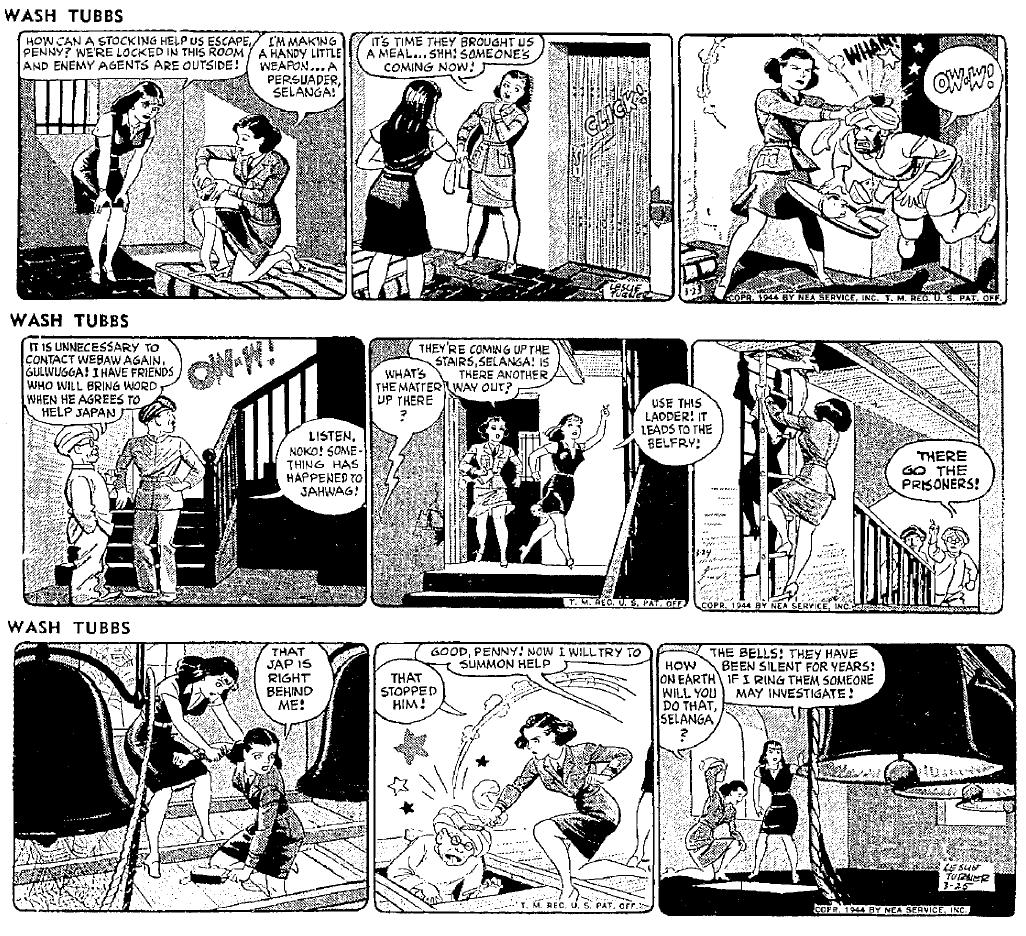 WASH TUBBS
HOW CAN A STOCKING HELP US ESCAPE,
PENNY? WE'RE LOCKED IN THIS ROOM
AND ENEMY AGENTS ARE OUTSIDE!
I'M MAKING
A HANDY LITTLE
WEAPON... A
PERSUADER,
SELANGA!
IT'S TIME THEY BROUGHT US
A MEAL... SHH! SOMEONE'S
COMING NOW!
CLICK!
LESLIE
TURNER
WHAM!
OW-W!
3-23
COPR. 1944 BY NEA SERVICE, INC. T. M. REG. U. S. PAT. OFF.
WASH TUBBS
IT IS UNNECESSARY TO
CONTACT WEBAW AGAIN,
GULWUGGA! I HAVE FRIENDS
WHO WILL BRING WORD
WHEN HE AGREES TO
HELP JAPAN
OW-W!
LISTEN,
NOKO! SOME-
THING HAS
HAPPENED TO
JAHWAG!
WHAT'S
THE MATTER
UP THERE
?
THEY'RE COMING UP THE
STAIRS, SELANGA! IS
THERE ANOTHER
WAY OUT?
USE THIS
LADDER! IT
LEADS TO THE
BELFRY!
T. M. REG. U. S. PAT. OFF.
THERE
GO THE
PRISONERS!
3-24
COPR. 1944 BY NEA SERVICE, INC.
WASH TUBBS
THAT
JAP IS
RIGHT
BEHIND
ME!
THAT
STOPPED
HIM!
GOOD, PENNY! NOW I WILL TRY TO
SUMMON HELP
T. M. REG. U. S. PAT. OFF.
HOW
ON EARTH
WILL YOU
DO THAT,
SELANGA
?
THE BELLS! THEY HAVE
BEEN SILENT FOR YEARS!
IF I RING THEM SOMEONE
MAY INVESTIGATE!
LESLIE
TURNER
3-25
COPR. 1944 BY NEA SERVICE, INC.